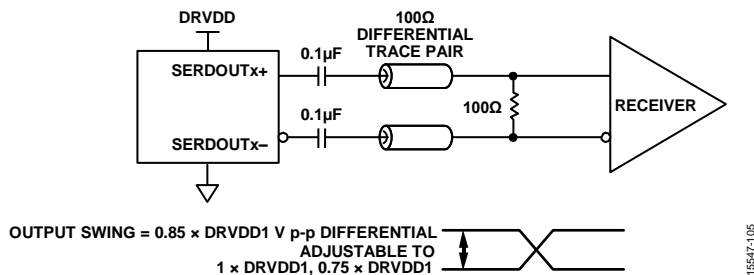 DRVDD
100Ω
DIFFERENTIAL
TRACE PAIR
0.1µF
SERDOUTx+
100Ω
RECEIVER
0.1µF
SERDOUTx–
OUTPUT SWING = 0.85 × DRVDD1 V p-p DIFFERENTIAL
ADJUSTABLE TO
1 × DRVDD1, 0.75 × DRVDD1
15547-105